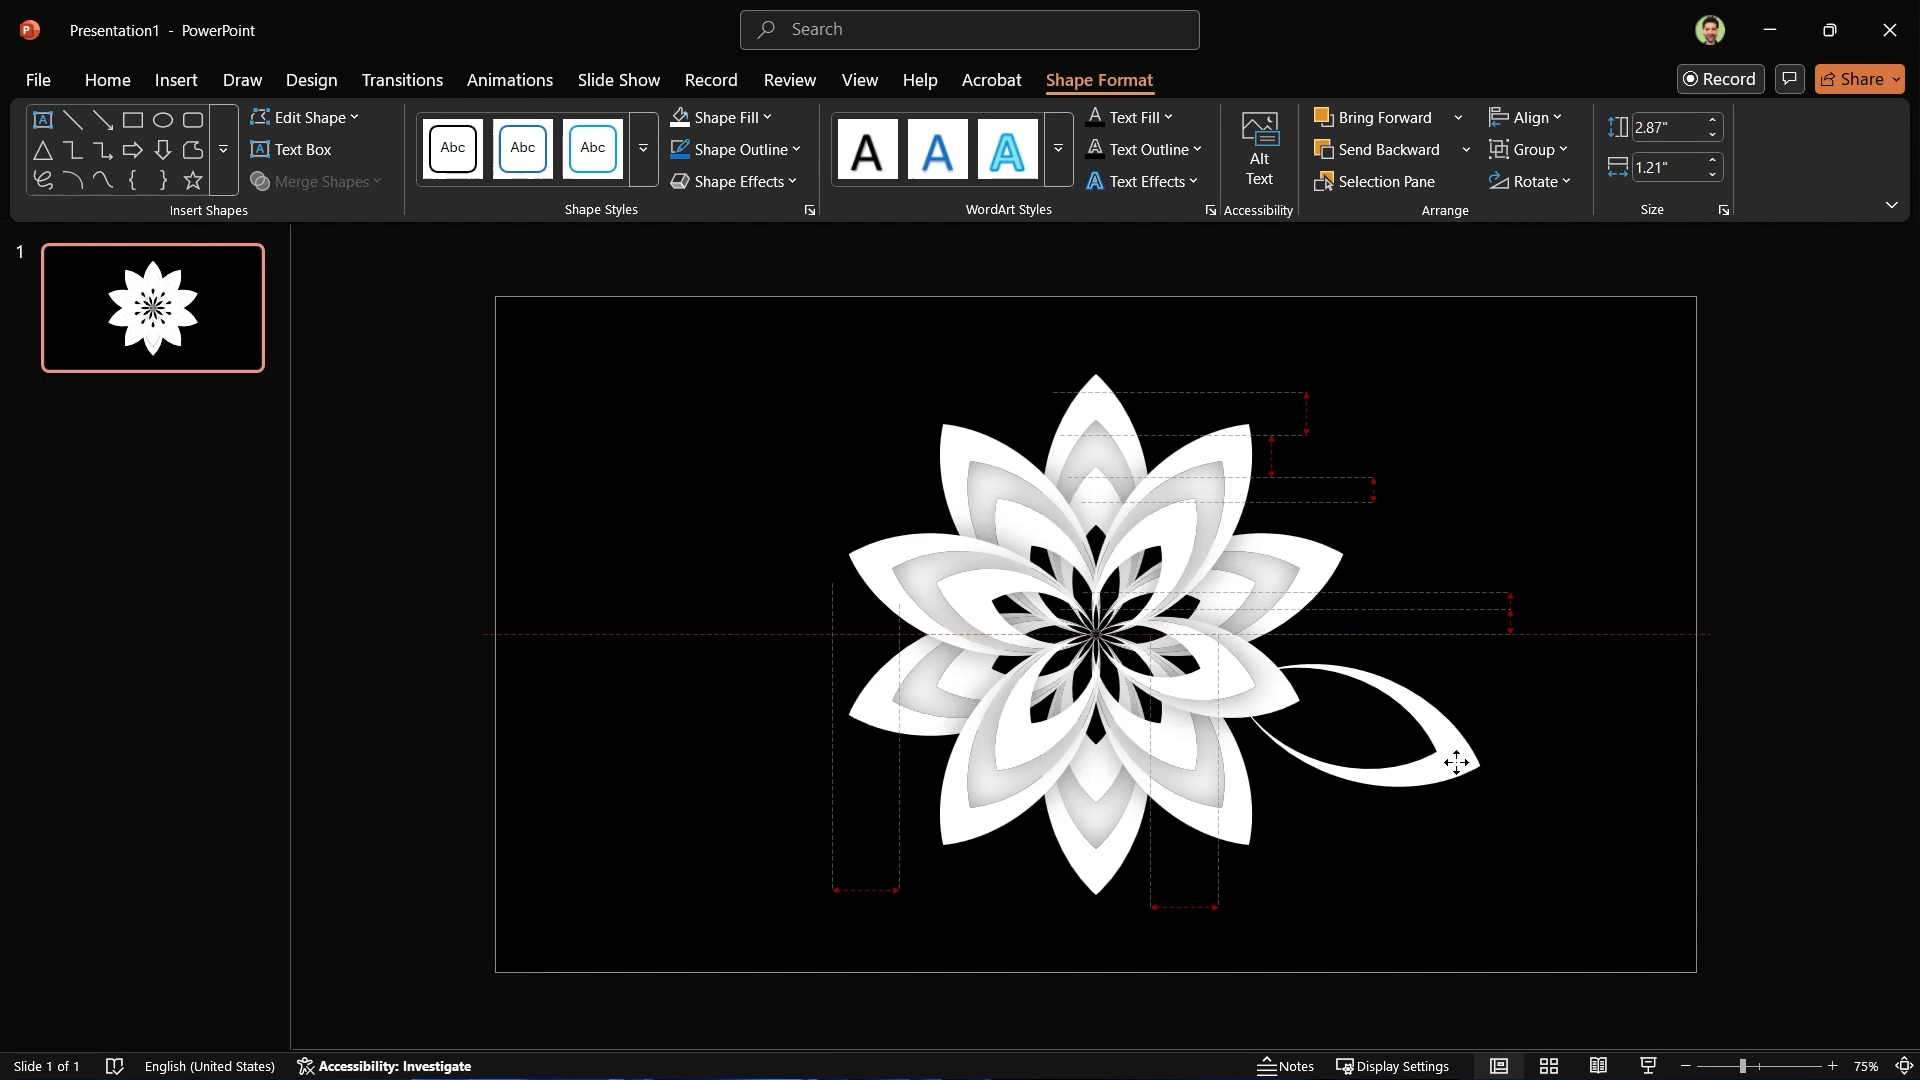 Presentation1 - PowerPoint
Search
File Home Insert Draw Design Transitions Animations Slide Show Record Review View Help Acrobat Shape Format
Record
Share
Edit Shape
Text Box
Merge Shapes
Insert Shapes
Abc Abc Abc
Shape Fill
Shape Outline
Shape Effects
Shape Styles
A A A
Text Fill
Text Outline
Text Effects
WordArt Styles
Alt
Text
Accessibility
Bring Forward
Send Backward
Selection Pane
Align
Group
Rotate
Arrange
2.87"
1.21"
Size
1
Slide 1 of 1
English (United States)
Accessibility: Investigate
Notes
Display Settings
75%